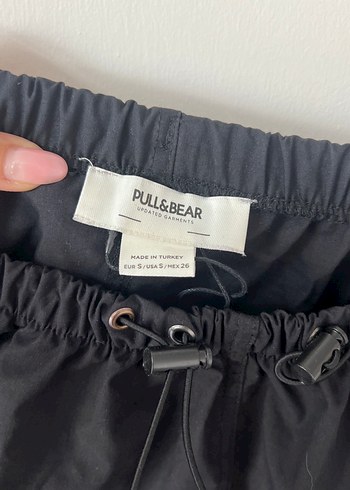 PULL&BEAR
UPDATED GARMENTS
MADE IN TURKEY
EUR S/USA S/MEX 26